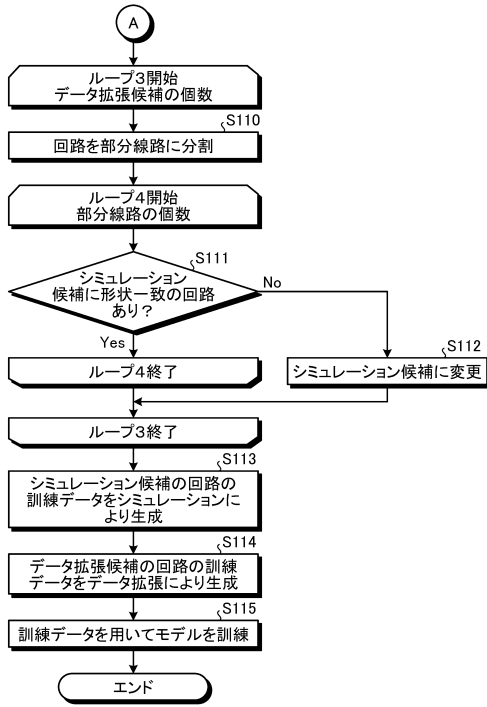 A
ループ3開始
データ拡張候補の個数
S110
回路を部分線路に分割
ループ4開始
部分線路の個数
S111
シミュレーション
候補に形状一致の回路
あり?
No
Yes
S112
ループ4終了
シミュレーション候補に変更
ループ3終了
S113
シミュレーション候補の回路の
訓練データをシミュレーションに
より生成
S114
データ拡張候補の回路の訓練
データをデータ拡張により生成
S115
訓練データを用いてモデルを訓練
エンド